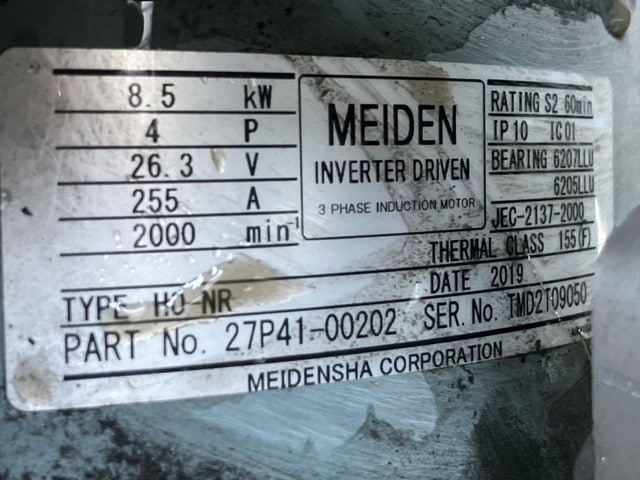 8.5 kW
4 P
26.3 V
255 A
2000 min⁻¹
MEIDEN
INVERTER DRIVEN
3 PHASE INDUCTION MOTOR
RATING S2 60min
IP10 IC01
BEARING 6207LLU
6205LLU
JEC-2137-2000
THERMAL CLASS 155(F)
TYPE HO-NR
DATE 2019
PART No. 27P41-00202
SER. No. TMD2T09050
MEIDENSHA CORPORATION